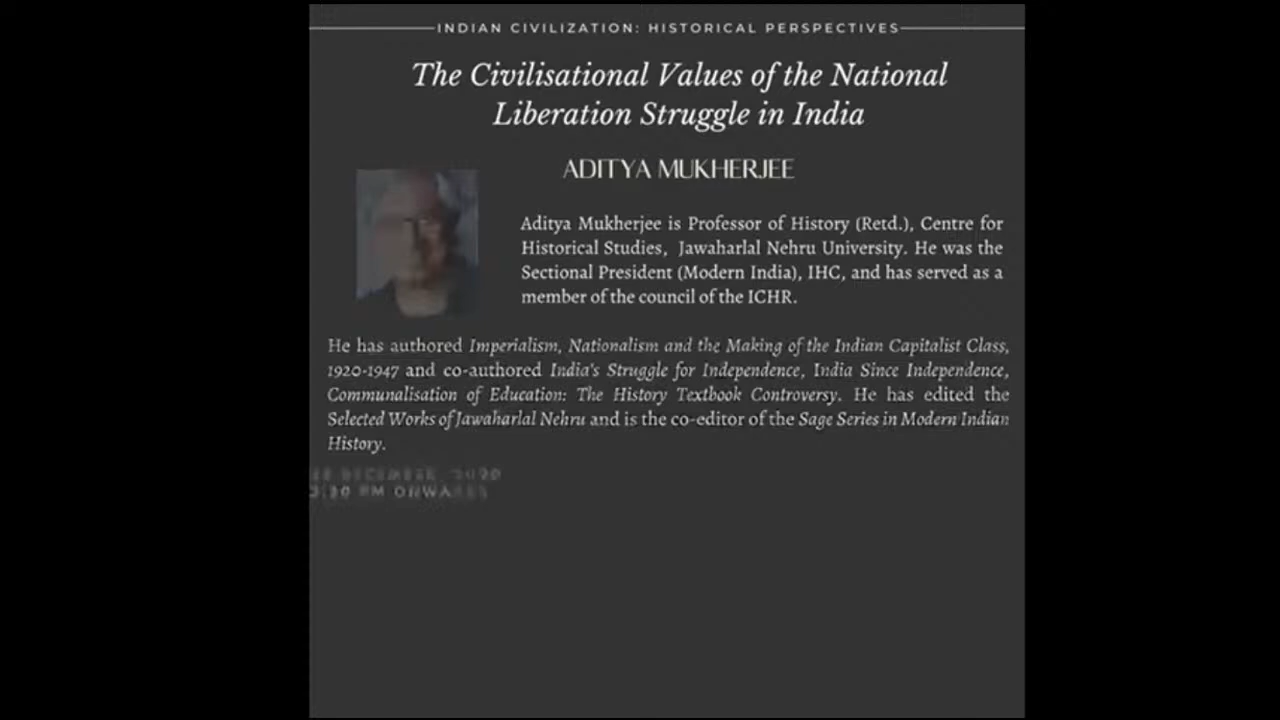 INDIAN CIVILIZATION: HISTORICAL PERSPECTIVES
The Civilisational Values of the National
Liberation Struggle in India
ADITYA MUKHERJEE
Aditya Mukherjee is Professor of History (Retd.), Centre for
Historical Studies, Jawaharlal Nehru University. He was the
Sectional President (Modern India), IHC, and has served as a
member of the council of the ICHR.
He has authored Imperialism, Nationalism and the Making of the Indian Capitalist Class,
1920-1947 and co-authored India's Struggle for Independence, India Since Independence,
Communalisation of Education: The History Textbook Controversy. He has edited the
Selected Works of Jawaharlal Nehru and is the co-editor of the Sage Series in Modern Indian
History.
DECEMBER, 2020
PM ONWARDS